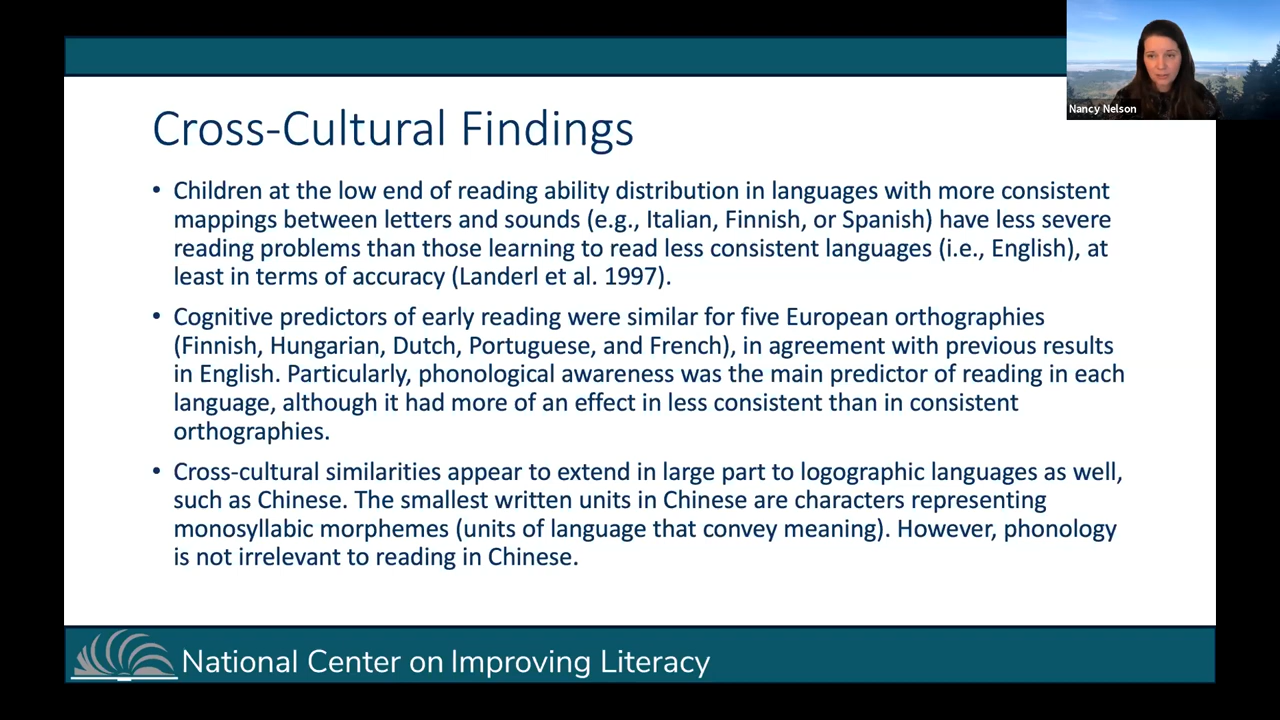 Nancy Nelson
Cross-Cultural Findings
• Children at the low end of reading ability distribution in languages with more consistent
mappings between letters and sounds (e.g., Italian, Finnish, or Spanish) have less severe
reading problems than those learning to read less consistent languages (i.e., English), at
least in terms of accuracy (Landerl et al. 1997).
• Cognitive predictors of early reading were similar for five European orthographies
(Finnish, Hungarian, Dutch, Portuguese, and French), in agreement with previous results
in English. Particularly, phonological awareness was the main predictor of reading in each
language, although it had more of an effect in less consistent than in consistent
orthographies.
• Cross-cultural similarities appear to extend in large part to logographic languages as well,
such as Chinese. The smallest written units in Chinese are characters representing
monosyllabic morphemes (units of language that convey meaning). However, phonology
is not irrelevant to reading in Chinese.
National Center on Improving Literacy